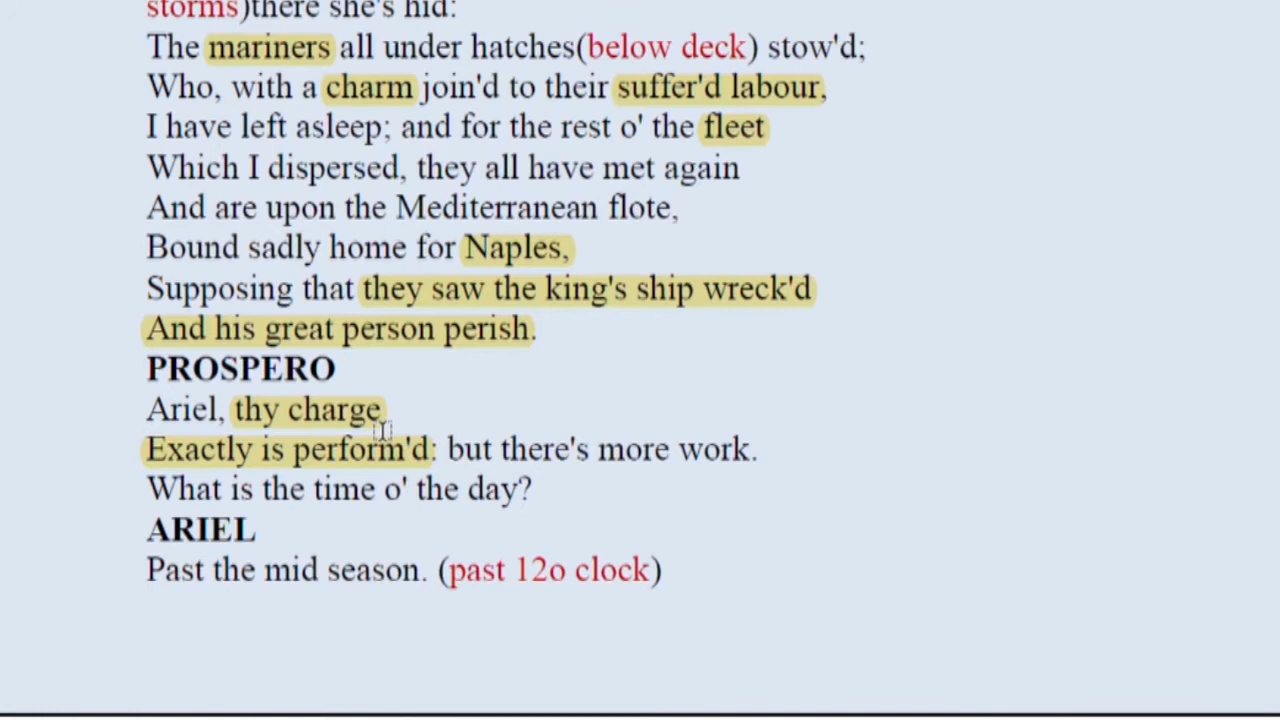 storms)there she's hid:
The mariners all under hatches(below deck) stow'd;
Who, with a charm join'd to their suffer'd labour,
I have left asleep; and for the rest o' the fleet
Which I dispersed, they all have met again
And are upon the Mediterranean flote,
Bound sadly home for Naples,
Supposing that they saw the king's ship wreck'd
And his great person perish.
PROSPERO
Ariel, thy charge
Exactly is perform'd: but there's more work.
What is the time o' the day?
ARIEL
Past the mid season. (past 12o clock)